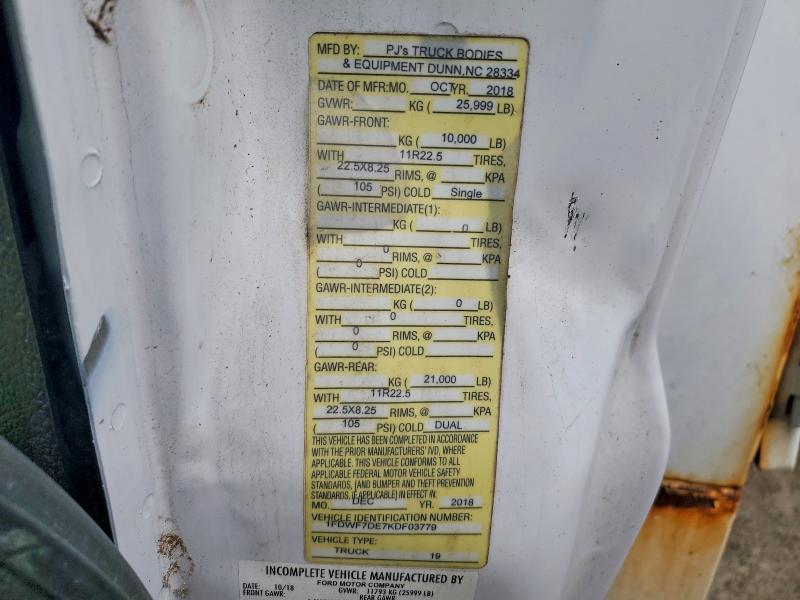 MFD BY: PJ's TRUCK BODIES
& EQUIPMENT DUNN,NC 28334
DATE OF MFR:MO. OCT YR. 2018
GVWR: KG ( 25,999 LB)
GAWR-FRONT:
KG ( 10,000 LB)
WITH 11R22.5 TIRES,
22.5X8.25 RIMS, @ KPA
( 105 PSI) COLD Single
GAWR-INTERMEDIATE(1):
KG ( 0 LB)
WITH 0 TIRES,
0 RIMS, @ KPA
( PSI) COLD
GAWR-INTERMEDIATE(2):
KG ( 0 LB)
WITH 0 TIRES,
0 RIMS, @ KPA
( 0 PSI) COLD
GAWR-REAR:
KG ( 21,000 LB)
WITH 11R22.5 TIRES,
22.5X8.25 RIMS, @ KPA
( 105 PSI) COLD DUAL
THIS VEHICLE HAS BEEN COMPLETED IN ACCORDANCE
WITH THE PRIOR MANUFACTURERS' IVD, WHERE
APPLICABLE. THIS VEHICLE CONFORMS TO ALL
APPLICABLE FEDERAL MOTOR VEHICLE SAFETY
STANDARDS, [AND BUMPER AND THEFT PREVENTION
STANDARDS, IF APPLICABLE] IN EFFECT IN:
MO. DEC YR. 2018
VEHICLE IDENTIFICATION NUMBER:
1FDWF7DE7KDF03779
VEHICLE TYPE:
TRUCK 19
INCOMPLETE VEHICLE MANUFACTURED BY
FORD MOTOR COMPANY
DATE: 10/18 GVWR: 11793 KG (25999 LB)
FRONT GAWR: REAR GAWR